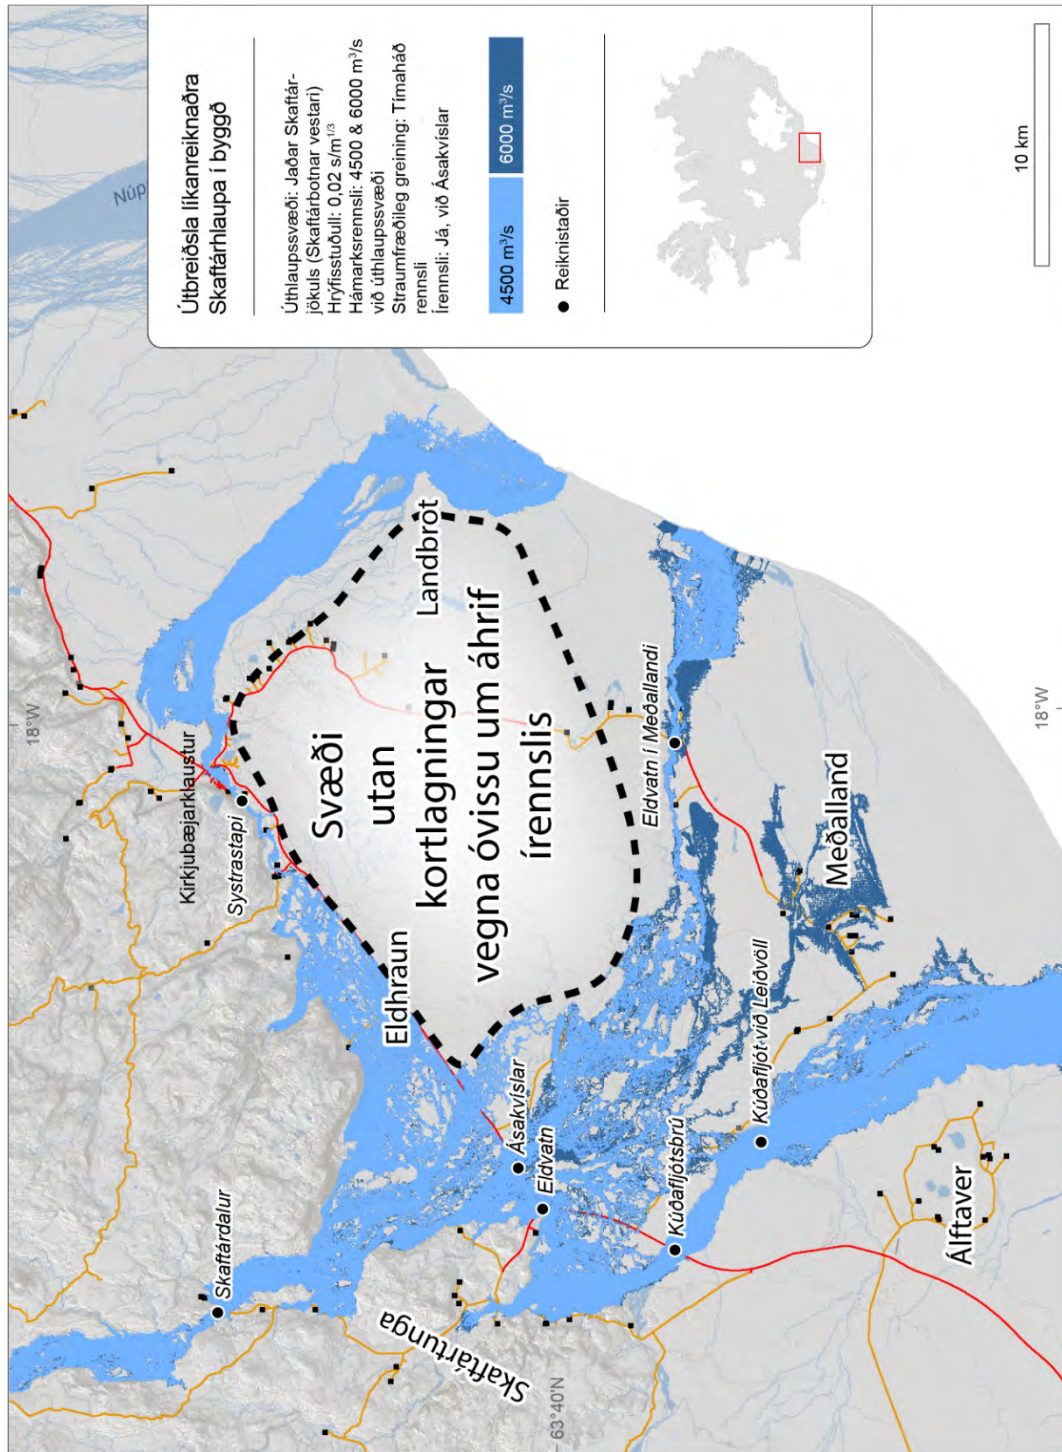 Útbreiðsla líkanreiknaðra
Skaftárhlaupa í byggð
Úthlaupssvæði: Jaðar Skaftár-
jökuls (Skaftárbotnar vestari)
Hrýfisstuðull: 0,02 s/m1/3
Hámarksrennsli: 4500 & 6000 m³/s
við úthlaupssvæði
Straumfræðileg greining: Tímaháð
rennsli
Írennsli: Já, við Ásakvíslar
4500 m³/s
6000 m³/s
Reiknistaðir
10 km
Núp
18°W
18°W
63°40'N
Skaftárdalur
Skaftártunga
Kirkjubæjarklaustur
Systrastapi
Eldhraun
Ásakvíslar
Eldvatn
Landbrot
Svæði
utan
kortlagningar
vegna óvissu um áhrif
írennslis
Eldvatn í Meðallandi
Meðalland
Kúðafljótsbrú
Kúðafljót við Leiðvöll
Álftaver